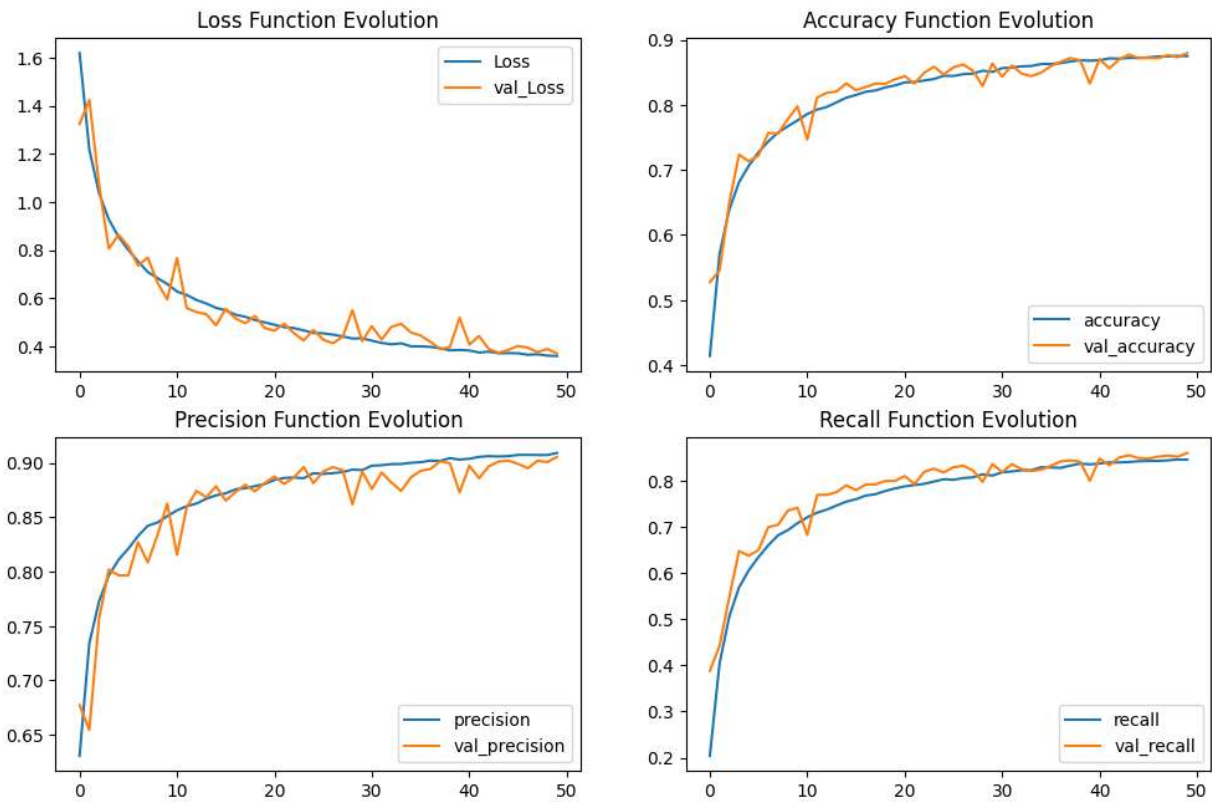 Loss Function Evolution
Loss
val_Loss
1.6
1.4
1.2
1.0
0.8
0.6
0.4
0 10 20 30 40 50
Accuracy Function Evolution
0.9
0.8
0.7
0.6
0.5
0.4
accuracy
val_accuracy
0 10 20 30 40 50
Precision Function Evolution
0.90
0.85
0.80
0.75
0.70
0.65
precision
val_precision
0 10 20 30 40 50
Recall Function Evolution
0.8
0.7
0.6
0.5
0.4
0.3
0.2
recall
val_recall
0 10 20 30 40 50